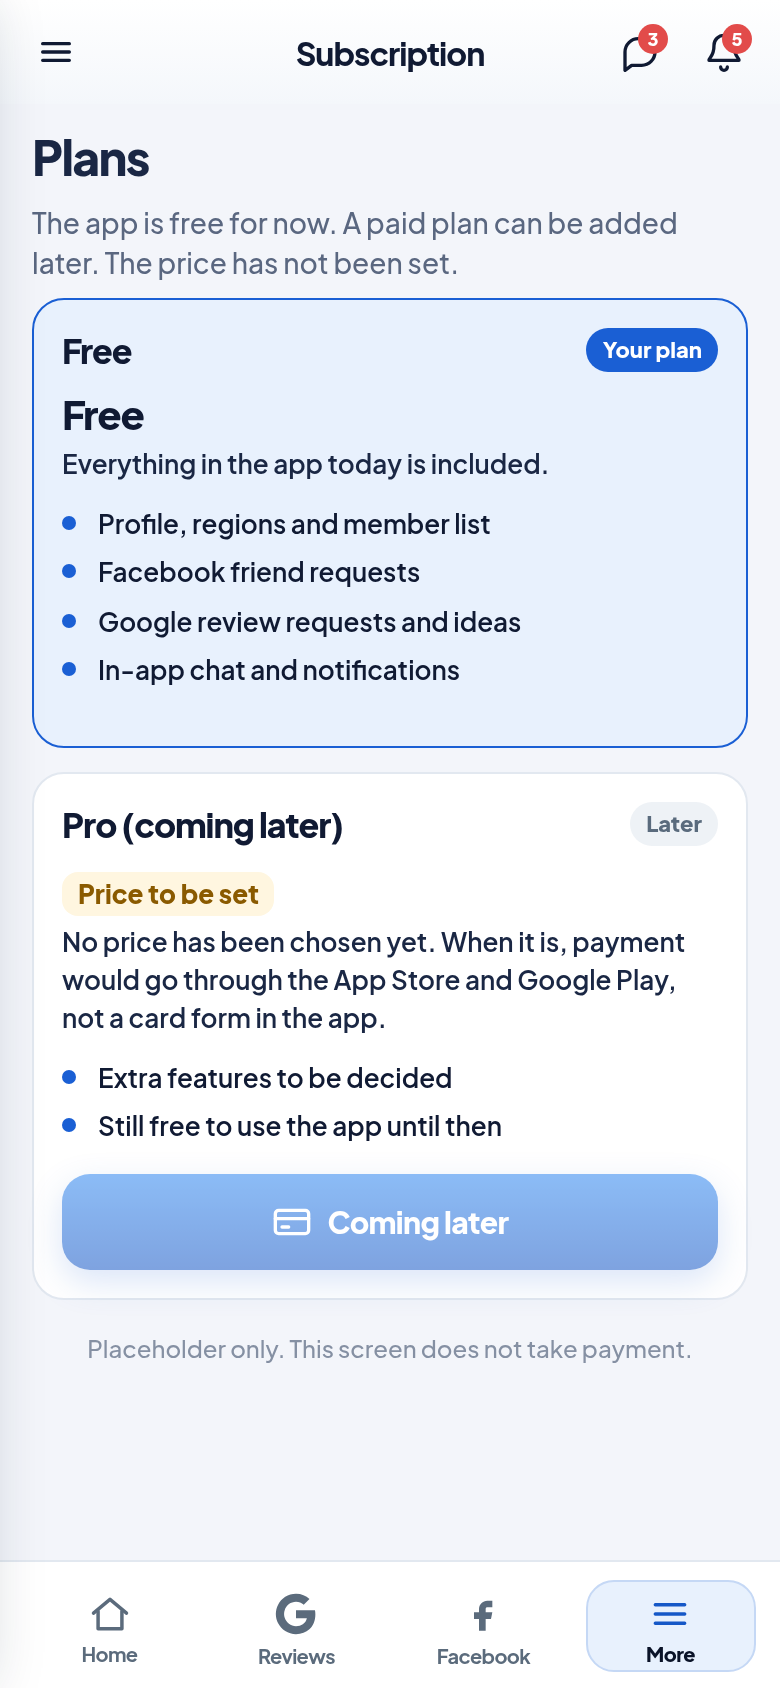 Subscription
3
5
Plans
The app is free for now. A paid plan can be added
later. The price has not been set.
Free
Your plan
Free
Everything in the app today is included.
Profile, regions and member list
Facebook friend requests
Google review requests and ideas
In-app chat and notifications
Pro (coming later)
Later
Price to be set
No price has been chosen yet. When it is, payment
would go through the App Store and Google Play,
not a card form in the app.
Extra features to be decided
Still free to use the app until then
Coming later
Placeholder only. This screen does not take payment.
Home
Reviews
Facebook
More